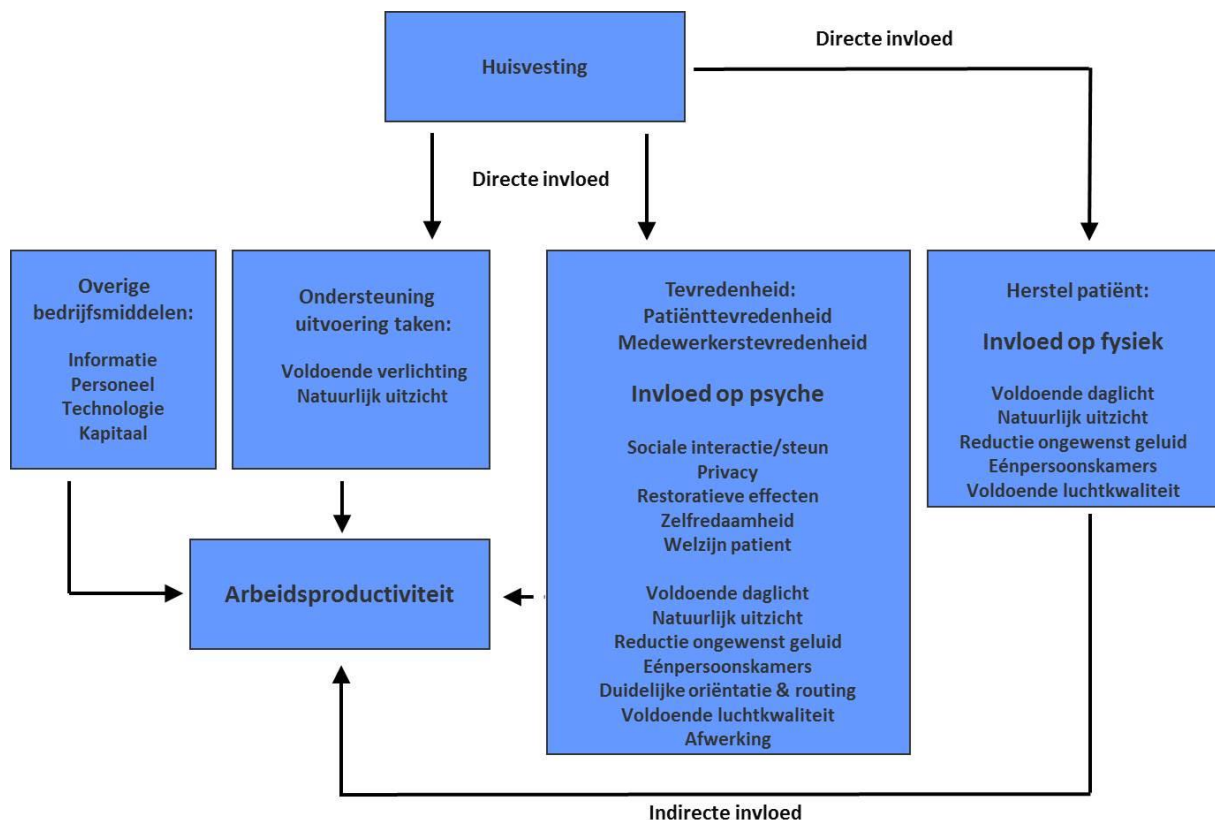 Huisvesting
Directe invloed
Directe invloed
Overige
bedrijfsmiddelen:
Informatie
Personeel
Technologie
Kapitaal
Ondersteuning
uitvoering taken:
Voldoende verlichting
Natuurlijk uitzicht
Tevredenheid:
Patiënttevredenheid
Medewerkerstevredenheid
Invloed op psyche
Sociale interactie/steun
Privacy
Restoratieve effecten
Zelfredaamheid
Welzijn patient
Voldoende daglicht
Natuurlijk uitzicht
Reductie ongewenst geluid
Eénpersoonskamers
Duidelijke oriëntatie & routing
Voldoende luchtkwaliteit
Afwerking
Herstel patiënt:
Invloed op fysiek
Voldoende daglicht
Natuurlijk uitzicht
Reductie ongewenst geluid
Eénpersoonskamers
Voldoende luchtkwaliteit
Arbeidsproductiviteit
Indirecte invloed